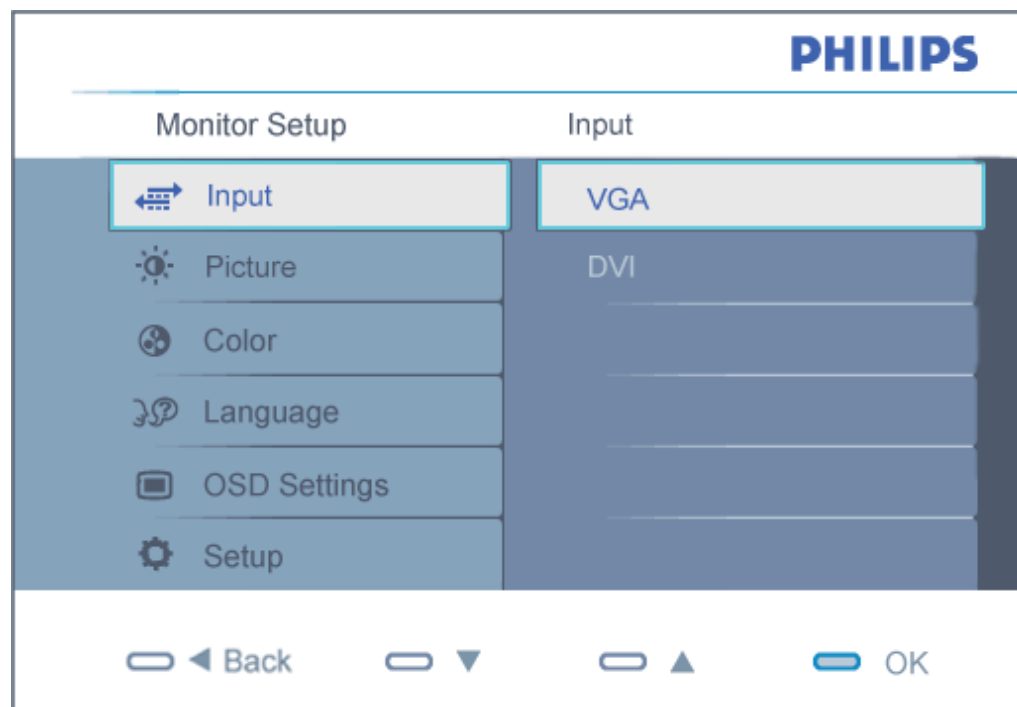 PHILIPS
Monitor Setup Input
Input VGA
Picture DVI
Color
Language
OSD Settings
Setup
Back OK